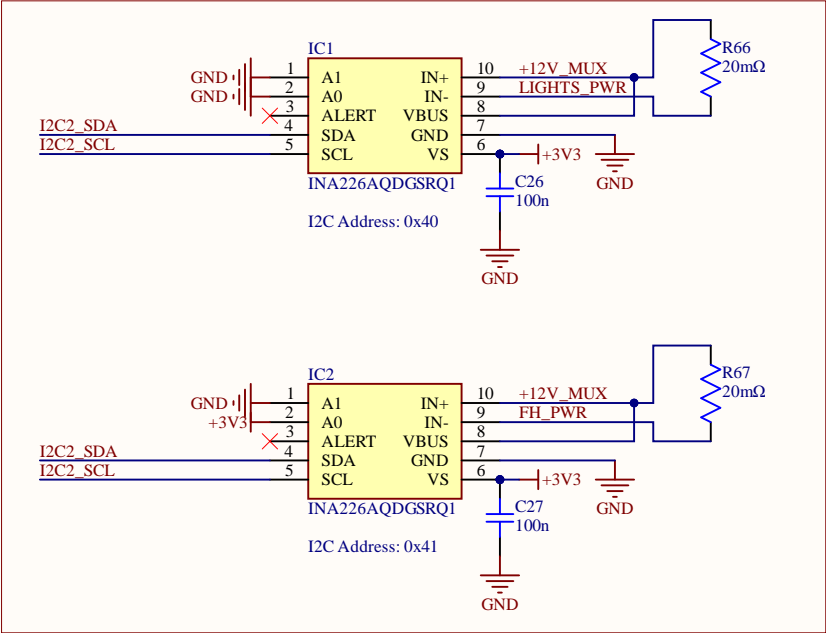 IC1
R66
20mΩ
GND
1
A1
IN+
10
+12V_MUX
GND
2
A0
IN-
9
LIGHTS_PWR
3
ALERT
VBUS
8
I2C2_SDA
4
SDA
GND
7
I2C2_SCL
5
SCL
VS
6
+3V3
GND
INA226AQDGSRQ1
C26
100n
I2C Address: 0x40
GND
IC2
R67
20mΩ
GND
1
A1
IN+
10
+12V_MUX
+3V3
2
A0
IN-
9
FH_PWR
3
ALERT
VBUS
8
I2C2_SDA
4
SDA
GND
7
I2C2_SCL
5
SCL
VS
6
+3V3
GND
INA226AQDGSRQ1
C27
100n
I2C Address: 0x41
GND